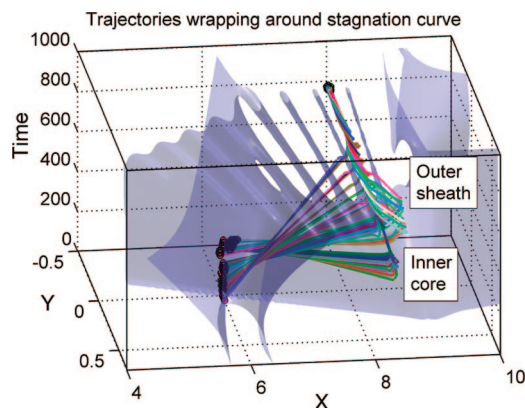 Trajectories wrapping around stagnation curve
1000
800
600
400
200
0
Time
-0.5
0
0.5
Y
4
6
8
10
X
Outer
sheath
Inner
core